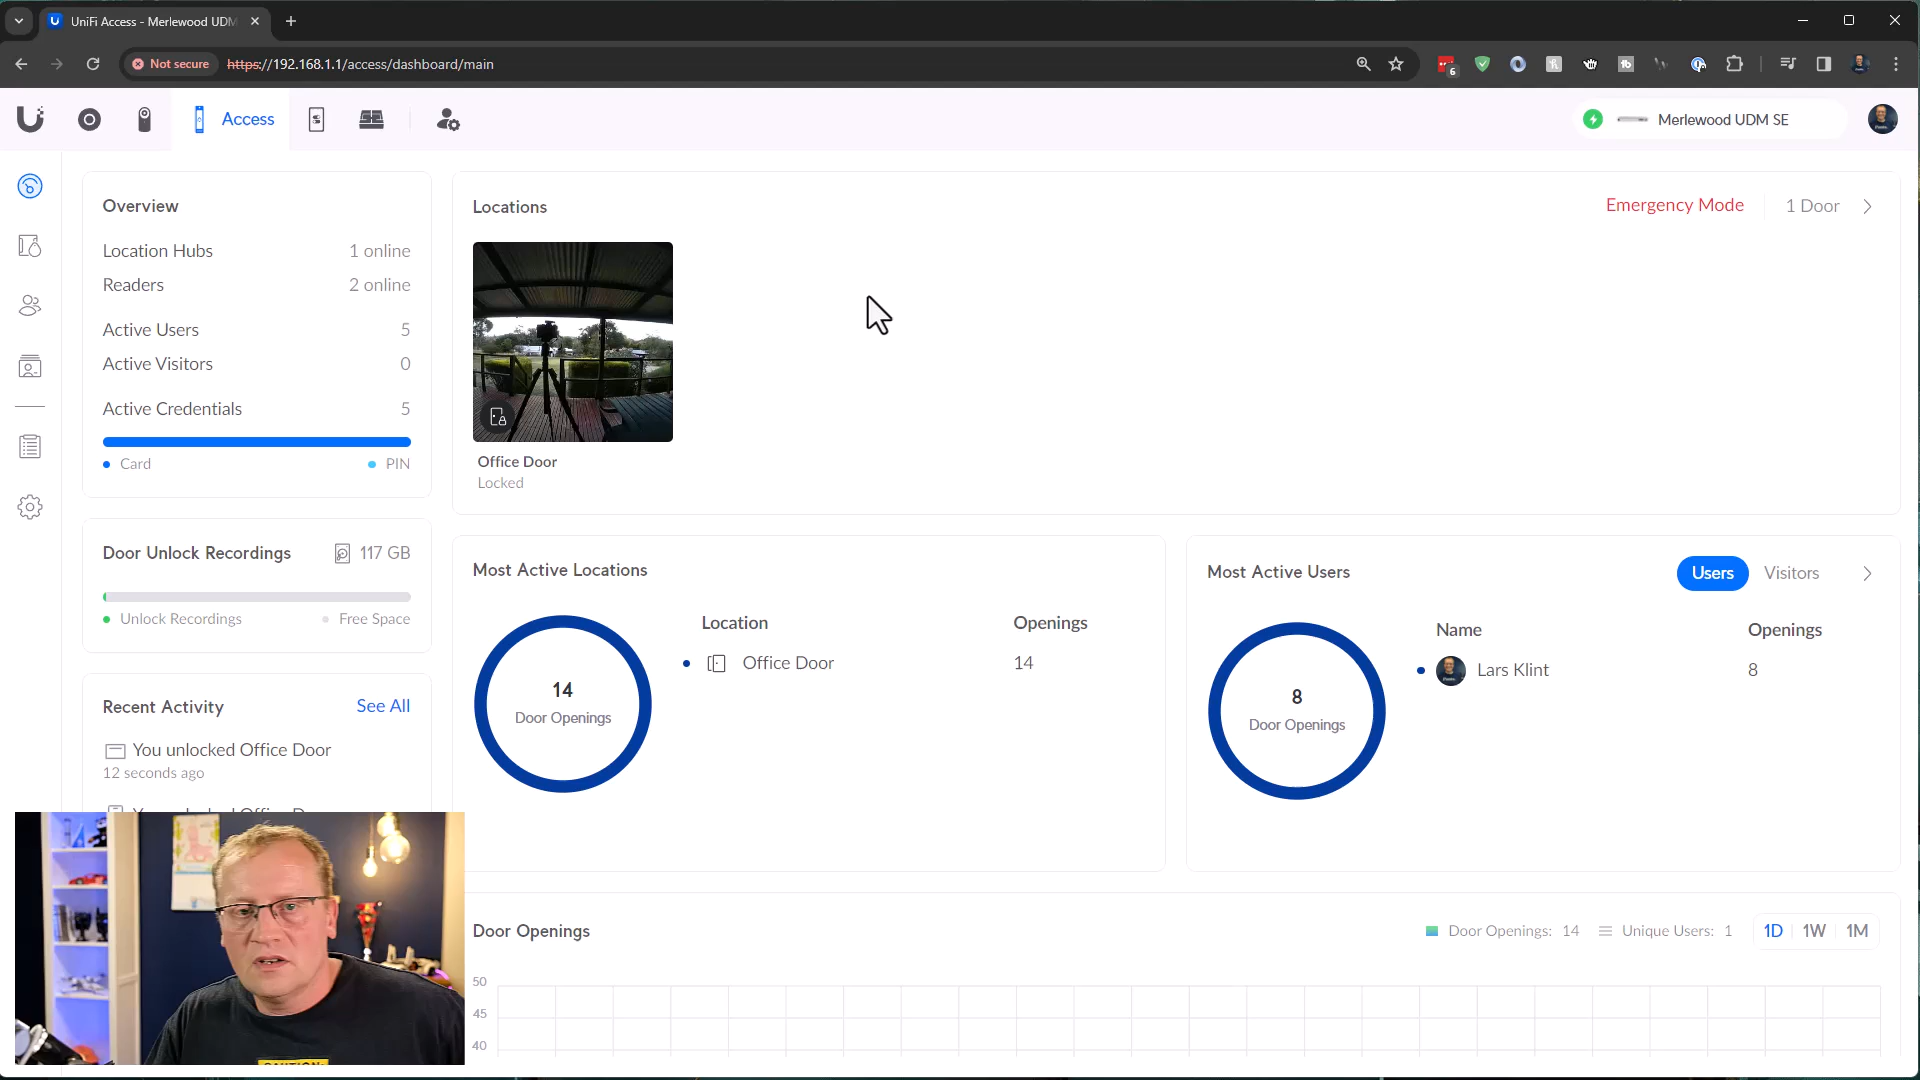 UniFi Access - Merlewood UDM
Not secure
https://192.168.1.1/access/dashboard/main
6
Access
Merlewood UDM SE
Overview
Location Hubs 1 online
Readers 2 online
Active Users 5
Active Visitors 0
Active Credentials 5
Card PIN
Door Unlock Recordings 117 GB
Unlock Recordings Free Space
Recent Activity See All
You unlocked Office Door
12 seconds ago
Locations Emergency Mode 1 Door
Office Door
Locked
Most Active Locations
14
Door Openings
Location Openings
Office Door 14
Most Active Users Users Visitors
8
Door Openings
Name Openings
Lars Klint 8
Door Openings Door Openings: 14 Unique Users: 1 1D 1W 1M
50
45
40